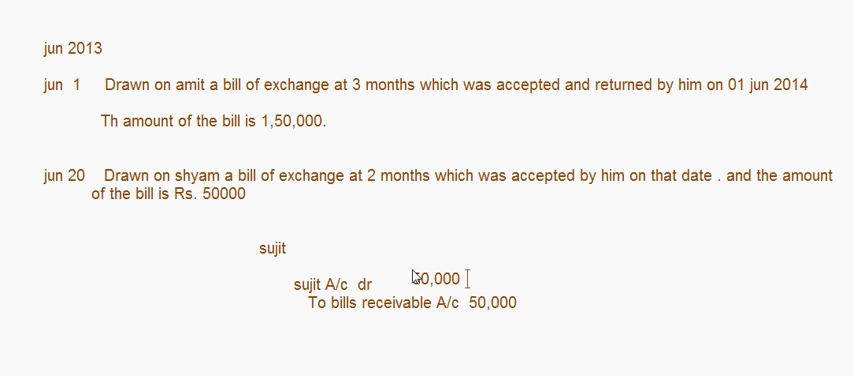 jun 2013
jun 1 Drawn on amit a bill of exchange at 3 months which was accepted and returned by him on 01 jun 2014
Th amount of the bill is 1,50,000.
jun 20 Drawn on shyam a bill of exchange at 2 months which was accepted by him on that date . and the amount
of the bill is Rs. 50000
sujit
sujit A/c dr
To bills receivable A/c 50,000